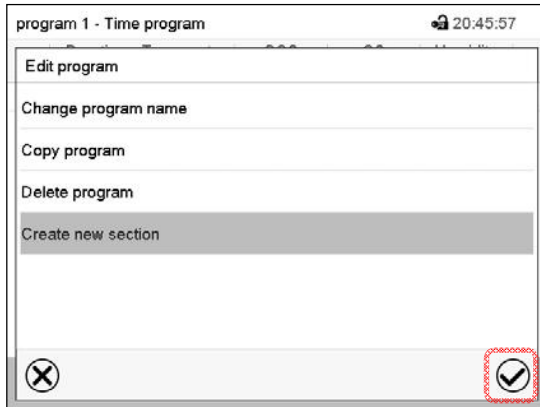 program 1 - Time program 20:45:57
Edit program
Change program name
Copy program
Delete program
Create new section